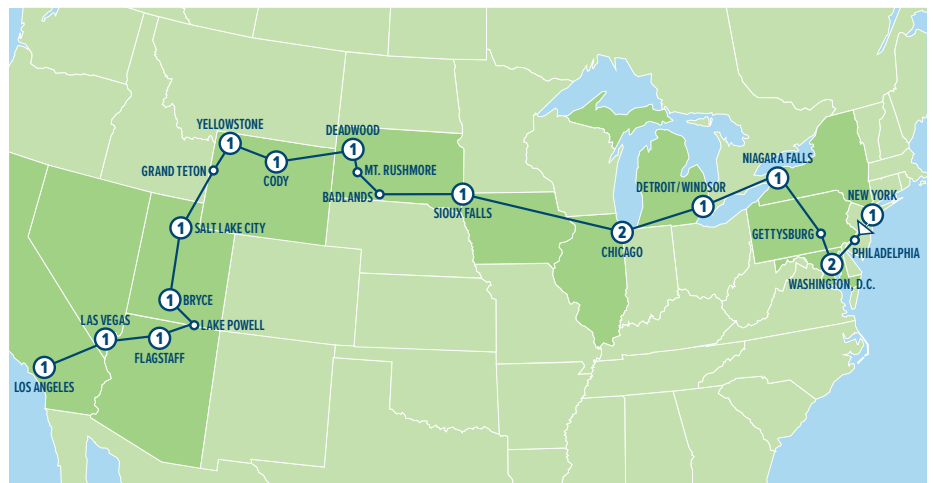 YELLOWSTONE
1
DEADWOOD
1
GRAND TETON
1
CODY
MT. RUSHMORE
BADLANDS
1
SIOUX FALLS
NIAGARA FALLS
1
DETROIT/WINDSOR
1
NEW YORK
1
1
SALT LAKE CITY
2
CHICAGO
GETTYSBURG
PHILADELPHIA
2
WASHINGTON, D.C.
1
BRYCE
LAS VEGAS
1
1
FLAGSTAFF
LAKE POWELL
1
LOS ANGELES